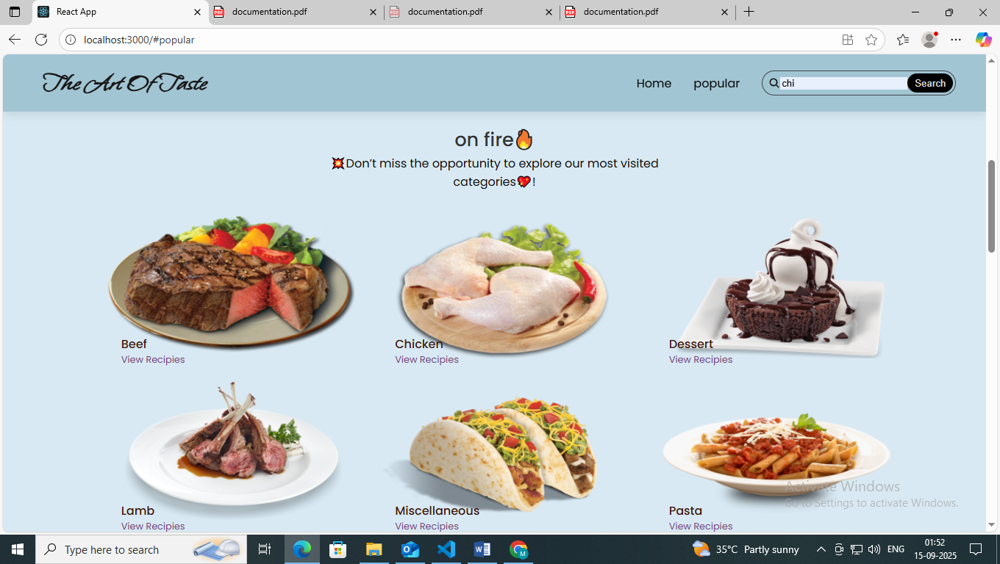 React App
documentation.pdf
documentation.pdf
documentation.pdf
localhost:3000/#popular
The Art Of Taste
Home
popular
chi
Search
on fire🔥
💥Don’t miss the opportunity to explore our most visited
categories💖!
Beef
View Recipies
Chicken
View Recipies
Dessert
View Recipies
Lamb
View Recipies
Miscellaneous
View Recipies
Pasta
View Recipies
Activate Windows
Go to Settings to activate Windows.
Type here to search
35°C Partly sunny
ENG
01:52
15-09-2025